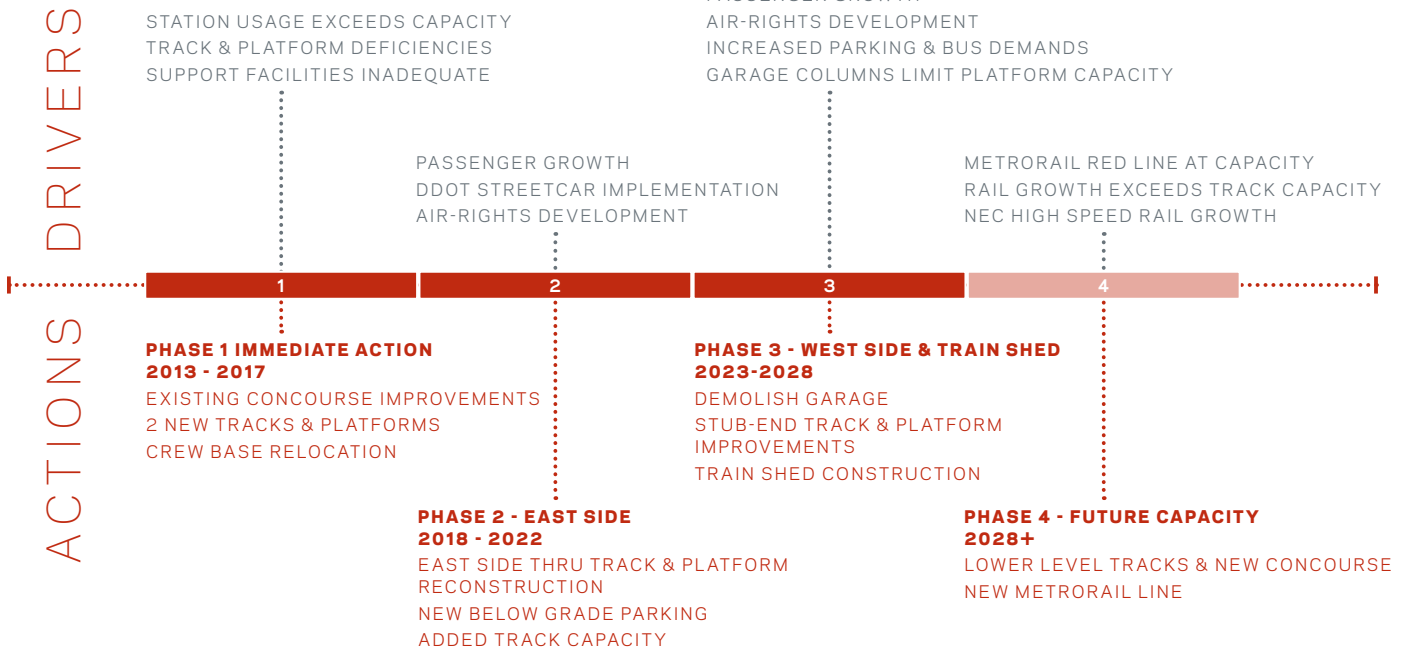 DRIVERS
STATION USAGE EXCEEDS CAPACITY
TRACK & PLATFORM DEFICIENCIES
SUPPORT FACILITIES INADEQUATE
PASSENGER GROWTH
DDOT STREETCAR IMPLEMENTATION
AIR-RIGHTS DEVELOPMENT
PASSENGER GROWTH
AIR-RIGHTS DEVELOPMENT
INCREASED PARKING & BUS DEMANDS
GARAGE COLUMNS LIMIT PLATFORM CAPACITY
METRORAIL RED LINE AT CAPACITY
RAIL GROWTH EXCEEDS TRACK CAPACITY
NEC HIGH SPEED RAIL GROWTH
1
2
3
4
ACTIONS
PHASE 1 IMMEDIATE ACTION
2013 - 2017
EXISTING CONCOURSE IMPROVEMENTS
2 NEW TRACKS & PLATFORMS
CREW BASE RELOCATION
PHASE 2 - EAST SIDE
2018 - 2022
EAST SIDE THRU TRACK & PLATFORM
RECONSTRUCTION
NEW BELOW GRADE PARKING
ADDED TRACK CAPACITY
PHASE 3 - WEST SIDE & TRAIN SHED
2023-2028
DEMOLISH GARAGE
STUB-END TRACK & PLATFORM
IMPROVEMENTS
TRAIN SHED CONSTRUCTION
PHASE 4 - FUTURE CAPACITY
2028+
LOWER LEVEL TRACKS & NEW CONCOURSE
NEW METRORAIL LINE